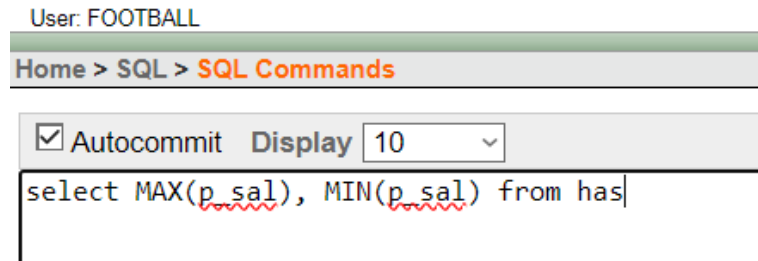 User: FOOTBALL
Home > SQL > SQL Commands
Autocommit Display 10
select MAX(p_sal), MIN(p_sal) from has